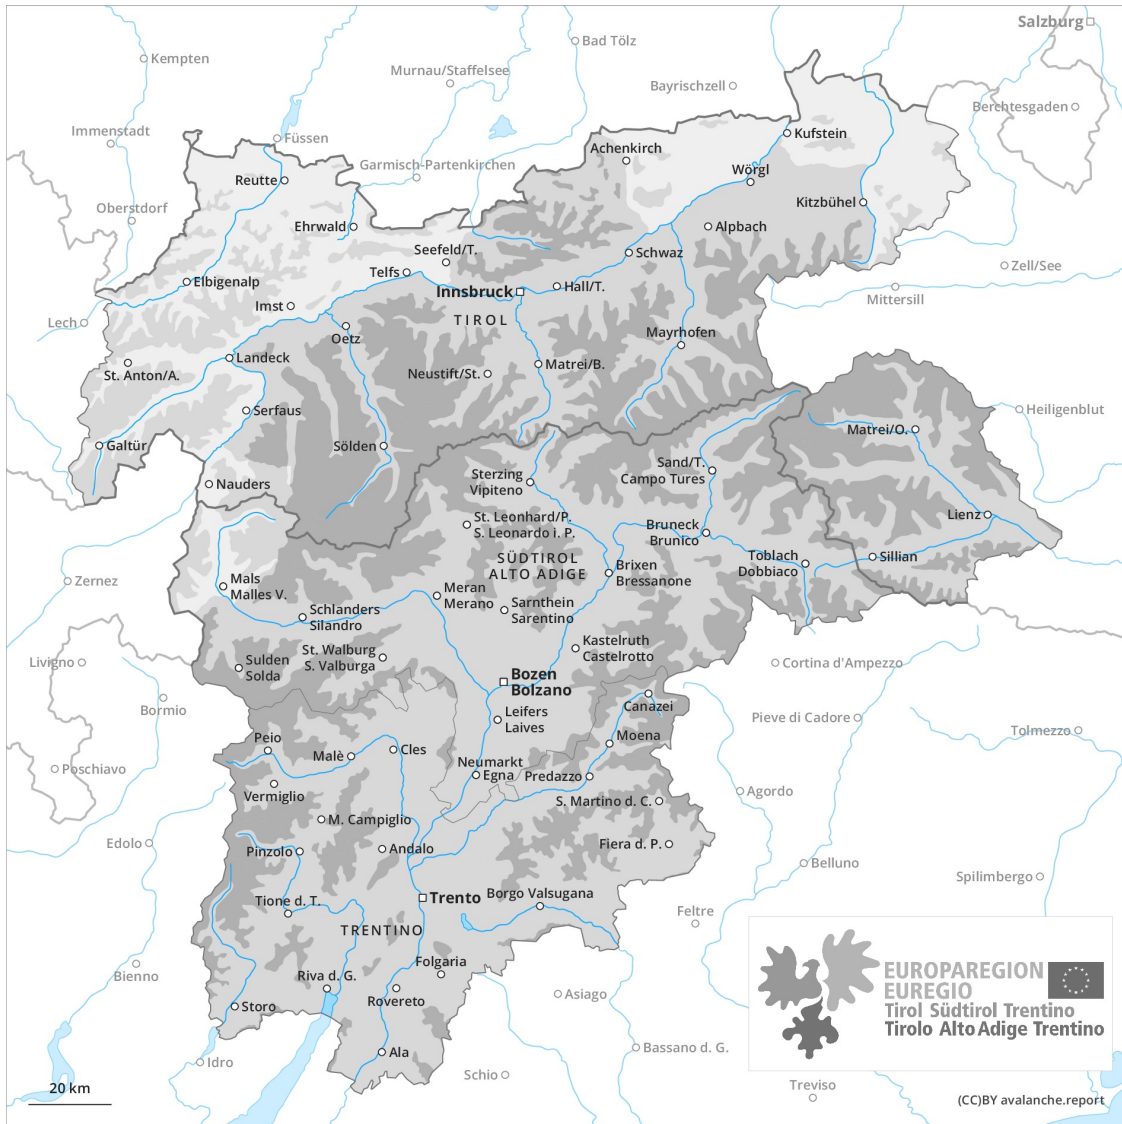 Salzburg
Bad Tölz
Kempten
Murnau/Staffelsee
Bayrischzell
Berchtesgaden
Immenstadt
Füssen
Kufstein
Achenkirch
Garmisch-Partenkirchen
Wörgl
Reutte
Oberstdorf
Kitzbühel
Ehrwald
Alpbach
Seefeld/T.
Schwaz
Telfs
Zell/See
Elbigenalp
Innsbruck
Hall/T.
Mittersill
Imst
Lech
TIROL
Oetz
Mayrhofen
Landeck
St. Anton/A.
Neustift/St.
Matrei/B.
Serfaus
Heiligenblut
Matrei/O.
Galtür
Sölden
Sterzing
Vipiteno
Sand/T.
Campo Tures
Nauders
St. Leonhard/P.
S. Leonardo i. P.
Bruneck
Brunico
Lienz
SÜDTIROL
ALTO ADIGE
Toblach
Dobbiaco
Sillian
Brixen
Bressanone
Zernez
Mals
Malles V.
Meran
Merano
Schlanders
Silandro
Sarnthein
Sarentino
Kastelruth
Castelrotto
St. Walburg
S. Valburga
Livigno
Sulden
Solda
Cortina d'Ampezzo
Bozen
Bolzano
Bormio
Canazei
Leifers
Laives
Pieve di Cadore
Tolmezzo
Peio
Moena
Malè
Cles
Neumarkt
Egna
Predazzo
Poschiavo
Vermiglio
Agordo
S. Martino d. C.
M. Campiglio
Edolo
Pinzolo
Andalo
Fiera d. P.
Belluno
Spilimbergo
Tione d. T.
Trento
Borgo Valsugana
Feltre
TRENTINO
Bienno
Folgaria
Riva d. G.
Rovereto
Asiago
Storo
EUROPAREGION
EUREGIO
Tirol Südtirol Trentino
Tirolo Alto Adige Trentino
Ala
Idro
Schio
Bassano d. G.
Treviso
20 km
(CC)BY avalanche.report